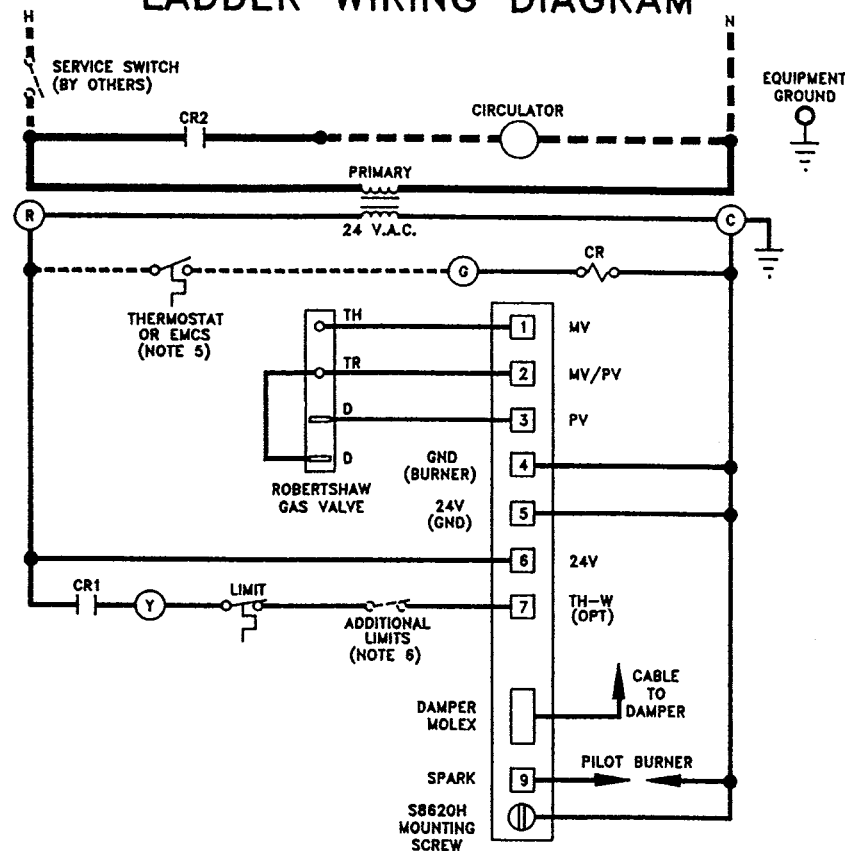 LADDER WIRING DIAGRAM
H
N
SERVICE SWITCH
(BY OTHERS)
EQUIPMENT
GROUND
CR2
CIRCULATOR
PRIMARY
R
24 V.A.C.
C
G
CR
THERMOSTAT
OR EMCS
(NOTE 5)
TH
1
MV
TR
2
MV/PV
D
3
PV
D
GND
(BURNER)
4
ROBERTSHAW
GAS VALVE
24V
(GND)
5
6
24V
CR1
Y
LIMIT
7
TH-W
(OPT)
ADDITIONAL
LIMITS
(NOTE 6)
DAMPER
MOLEX
CABLE
TO
DAMPER
SPARK
9
PILOT BURNER
S8620H
MOUNTING
SCREW